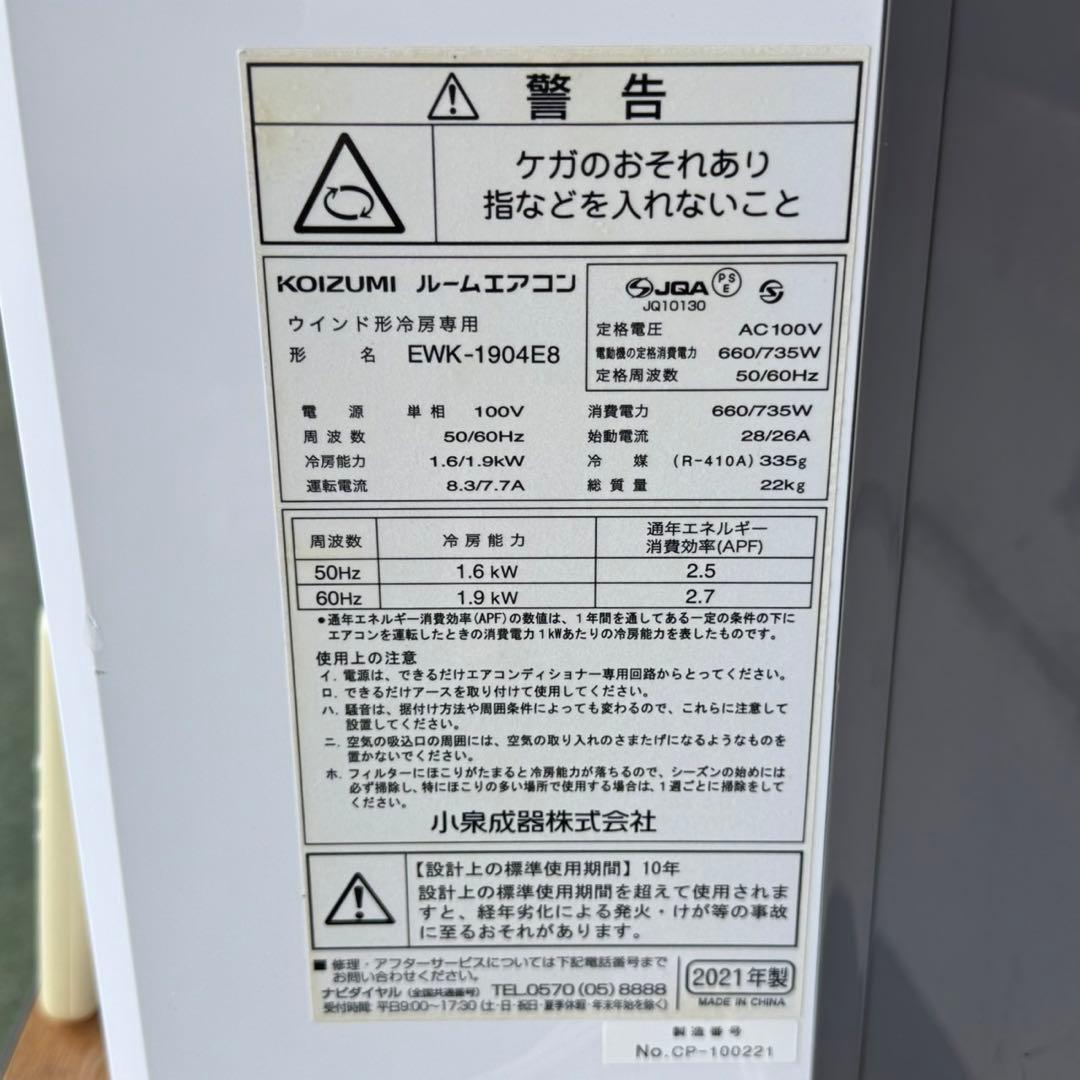 警告
ケガのおそれあり
指などを入れないこと
KOIZUMI ルームエアコン
ウインド形冷房専用
形名 EWK-1904E8
JQA PSE
JQ10130
定格電圧 AC100V
電動機の定格消費電力 660/735W
定格周波数 50/60Hz
電源 単相 100V
周波数 50/60Hz
冷房能力 1.6/1.9kW
運転電流 8.3/7.7A
消費電力 660/735W
始動電流 28/26A
冷媒 (R-410A) 335g
総質量 22kg
周波数 冷房能力 通年エネルギー
消費効率(APF)
50Hz 1.6 kW 2.5
60Hz 1.9 kW 2.7
●通年エネルギー消費効率(APF)の数値は、1年間を通してある一定の条件の下に
エアコンを運転したときの消費電力1kWあたりの冷房能力を表したものです。
使用上の注意
イ. 電源は、できるだけエアコンディショナー専用回路からとってください。
ロ. できるだけアースを取り付けて使用してください。
ハ. 騒音は、据付け方法や周囲条件によっても変わるので、これらに注意して
設置してください。
ニ. 空気の吸込口の周囲には、空気の取り入れのさまたげになるようなものを
置かないでください。
ホ. フィルターにほこりがたまると冷房能力が落ちるので、シーズンの始めには
必ず掃除し、特にほこりの多い場所で使用する場合は、1週ごとに掃除をして
ください。
小泉成器株式会社
【設計上の標準使用期間】10年
設計上の標準使用期間を超えて使用されま
すと、経年劣化による発火・けが等の事故
に至るおそれがあります。
■修理・アフターサービスについては下記電話番号まで
お問い合わせください。
ナビダイヤル(全国共通番号) TEL.0570(05)8888
受付時間:平日9:00〜17:30(土・日・祝日・夏季休暇・年末年始を除く)
2021年製
MADE IN CHINA
製造番号
No.CP-100221